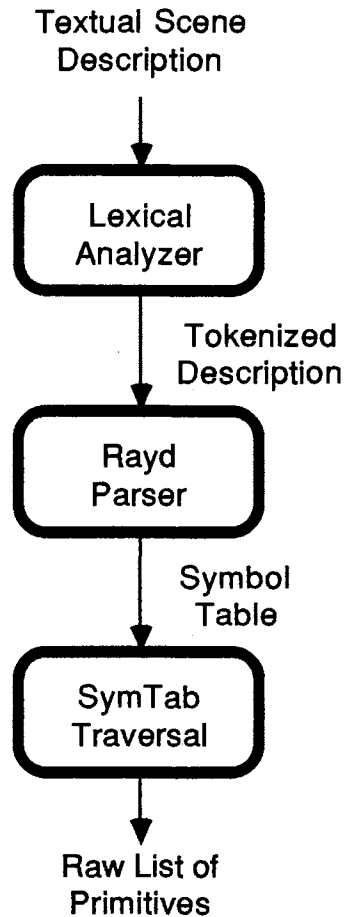 Textual Scene
Description
Lexical
Analyzer
Tokenized
Description
Rayd
Parser
Symbol
Table
SymTab
Traversal
Raw List of
Primitives